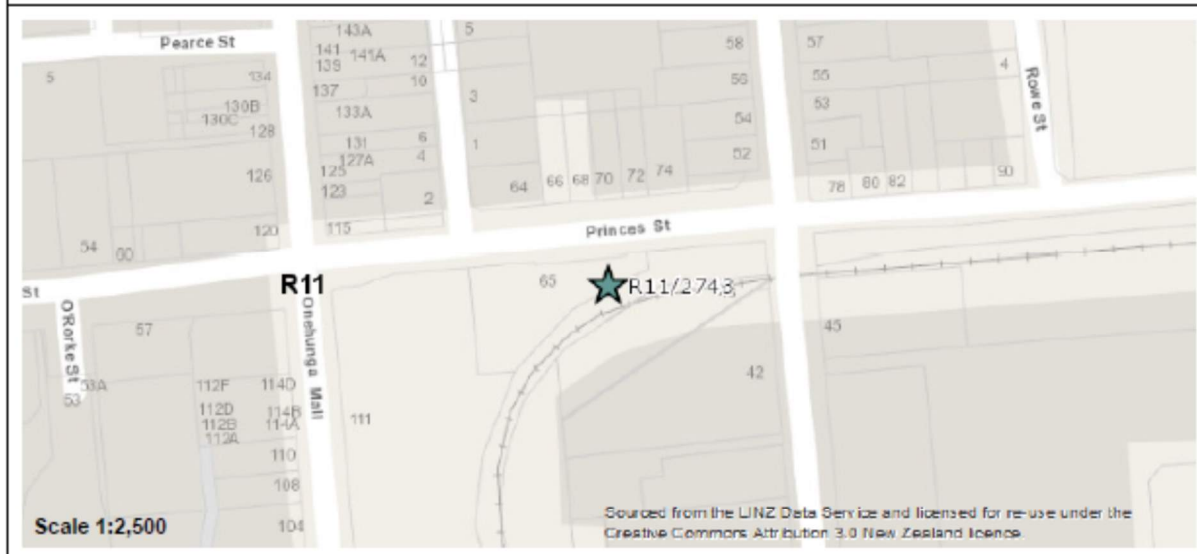 Pearce St
143A
5
141
141A
139
12
58
57
5
134
137
10
56
55
4
Rowe St
130B
133A
3
53
130C
128
54
131
6
1
51
127A
4
52
126
125
123
64
66
68
70
72
74
78
80
82
90
2
120
115
Princes St
54
60
R11
65
R11/2743
St
O'Rorke St
57
Onehunga Mall
45
53A
53
112F
114D
42
112D
114B
111
112B
114A
112A
110
108
104
Scale 1:2,500
Sourced from the LINZ Data Service and licensed for re-use under the
Creative Commons Attribution 3.0 New Zealand licence.